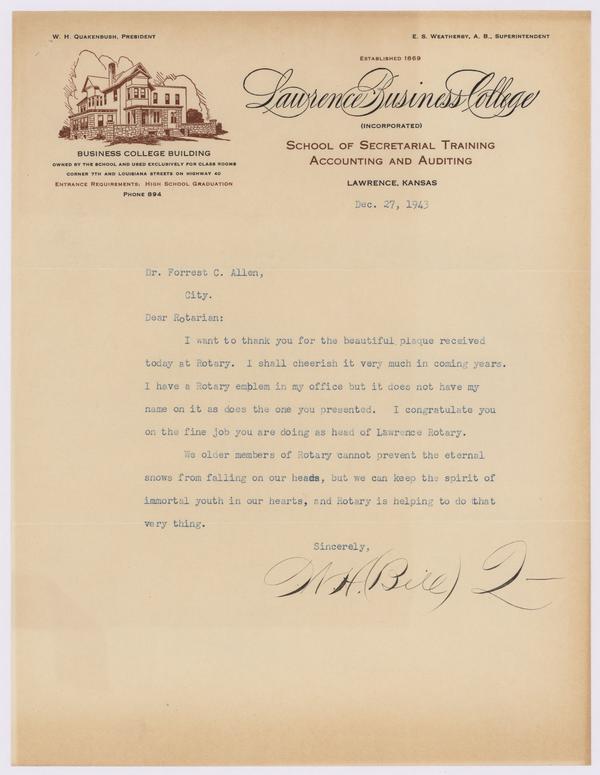 W. H. Quakenbush, President
E. S. Weatherby, A. B., Superintendent
Established 1869
Lawrence Business College
(INCORPORATED)
School of Secretarial Training
Accounting and Auditing
LAWRENCE, KANSAS
BUSINESS COLLEGE BUILDING
OWNED BY THE SCHOOL AND USED EXCLUSIVELY FOR CLASS ROOMS
CORNER 7TH AND LOUISIANA STREETS ON HIGHWAY 40
Entrance Requirements: High School Graduation
Phone 894
Dec. 27, 1943
Dr. Forrest C. Allen,
City.
Dear Rotarian:
I want to thank you for the beautiful plaque received
today at Rotary. I shall cheerish it very much in coming years.
I have a Rotary emblem in my office but it does not have my
name on it as does the one you presented. I congratulate you
on the fine job you are doing as head of Lawrence Rotary.
We older members of Rotary cannot prevent the eternal
snows from falling on our heads, but we can keep the spirit of
immortal youth in our hearts, and Rotary is helping to do that
very thing.
Sincerely,
W. H. (Bill) Q—